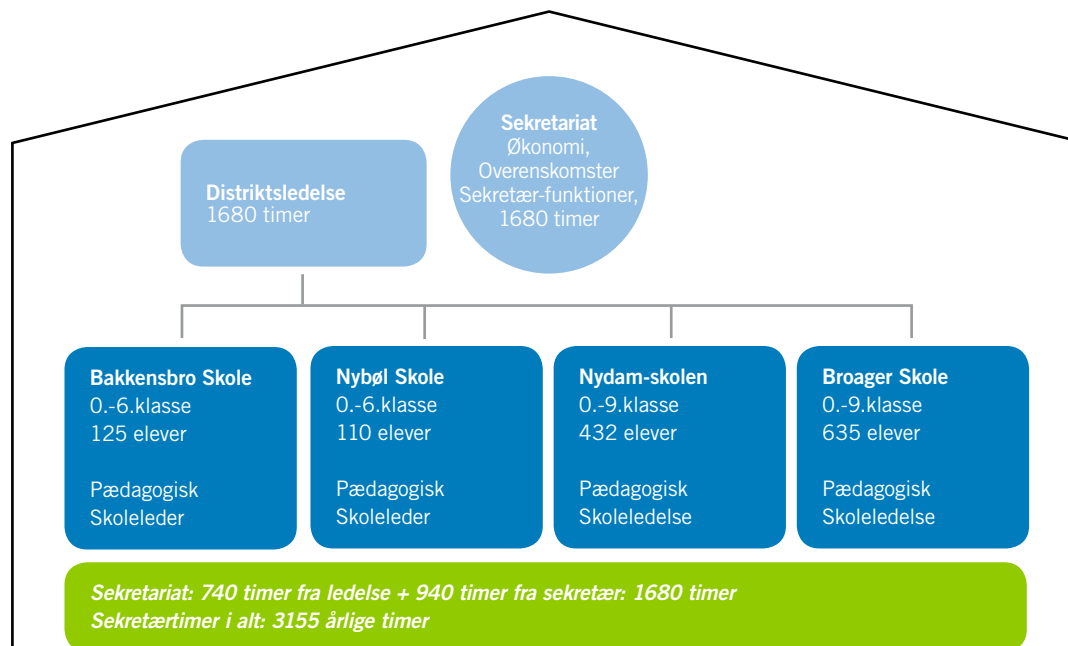 Sekretariat
Økonomi,
Overenskomster
Sekretær-funktioner,
1680 timer
Distriktsledelse
1680 timer
Bakkensbro Skole
0.-6.klasse
125 elever
Pædagogisk
Skoleleder
Nybøl Skole
0.-6.klasse
110 elever
Pædagogisk
Skoleleder
Nydam-skolen
0.-9.klasse
432 elever
Pædagogisk
Skoleledelse
Broager Skole
0.-9.klasse
635 elever
Pædagogisk
Skoleledelse
Sekretariat: 740 timer fra ledelse + 940 timer fra sekretær: 1680 timer
Sekretærtimer i alt: 3155 årlige timer